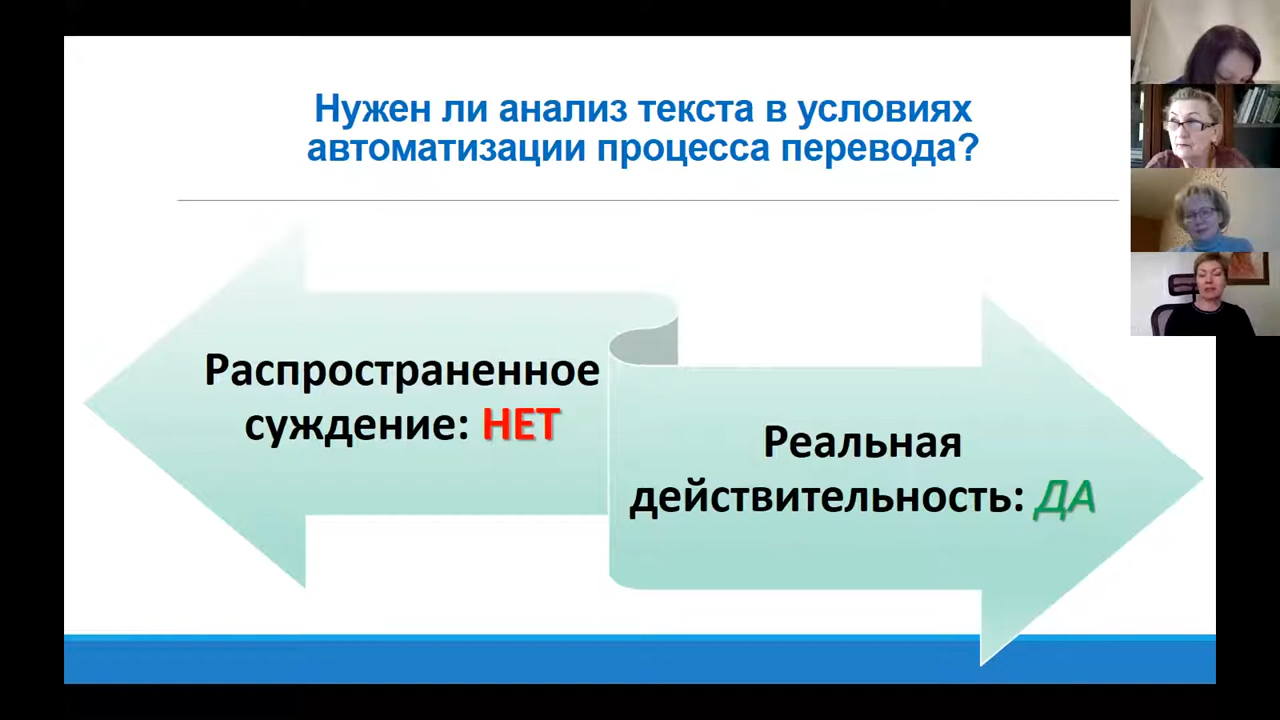 Нужен ли анализ текста в условиях
автоматизации процесса перевода?
Распространенное
суждение: НЕТ
Реальная
действительность: ДА